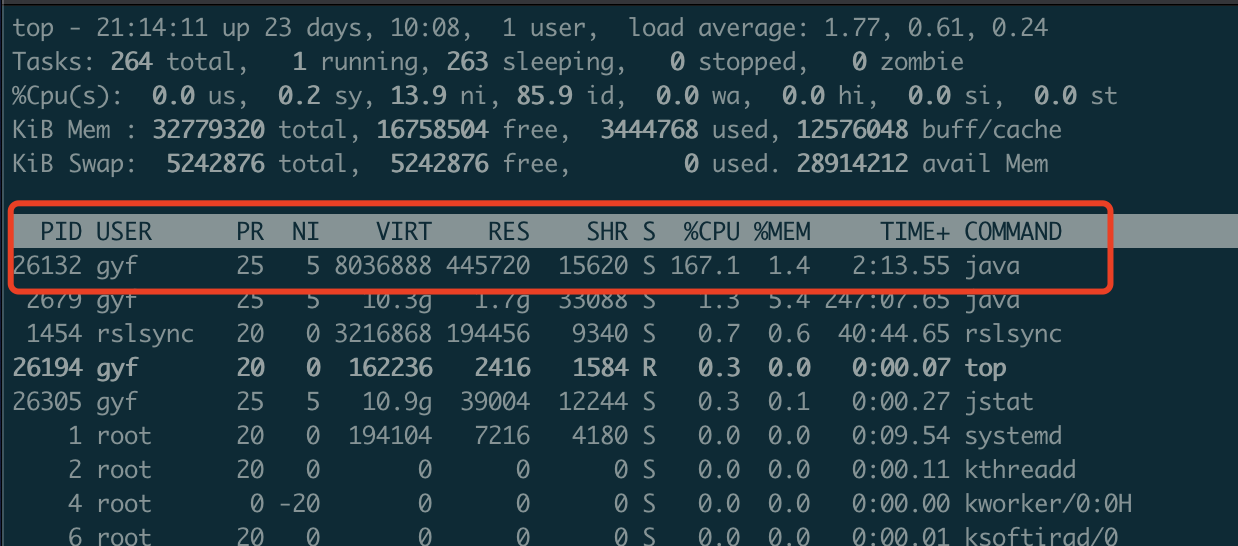 top - 21:14:11 up 23 days, 10:08,  1 user,  load average: 1.77, 0.61, 0.24
Tasks: 264 total,   1 running, 263 sleeping,   0 stopped,   0 zombie
%Cpu(s):  0.0 us,  0.2 sy, 13.9 ni, 85.9 id,  0.0 wa,  0.0 hi,  0.0 si,  0.0 st
KiB Mem : 32779320 total, 16758504 free,  3444768 used, 12576048 buff/cache
KiB Swap:  5242876 total,  5242876 free,        0 used. 28914212 avail Mem
PID USER      PR  NI    VIRT    RES    SHR S  %CPU %MEM     TIME+ COMMAND
26132 gyf       25   5 8036888 445720  15620 S 167.1  1.4   2:13.55 java
2679 gyf       25   5   10.3g   1.7g  33088 S   1.3  5.4 247:07.65 java
1454 rslsync   20   0 3216868 194456   9340 S   0.7  0.6  40:44.65 rslsync
26194 gyf       20   0  162236   2416   1584 R   0.3  0.0   0:00.07 top
26305 gyf       25   5   10.9g  39004  12244 S   0.3  0.1   0:00.27 jstat
1 root      20   0  194104   7216   4180 S   0.0  0.0   0:09.54 systemd
2 root      20   0       0      0      0 S   0.0  0.0   0:00.11 kthreadd
4 root       0 -20       0      0      0 S   0.0  0.0   0:00.00 kworker/0:0H
6 root      20   0       0      0      0 S   0.0  0.0   0:00.01 ksoftirqd/0